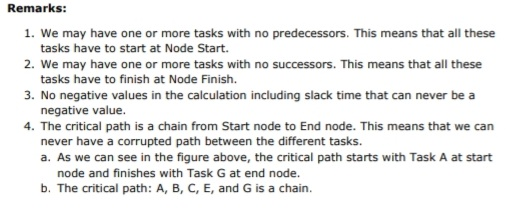 Remarks:
1. We may have one or more tasks with no predecessors. This means that all these
tasks have to start at Node Start.
2. We may have one or more tasks with no successors. This means that all these
tasks have to finish at Node Finish.
3. No negative values in the calculation including slack time that can never be a
negative value.
4. The critical path is a chain from Start node to End node. This means that we can
never have a corrupted path between the different tasks.
a. As we can see in the figure above, the critical path starts with Task A at start
node and finishes with Task G at end node.
b. The critical path: A, B, C, E, and G is a chain.